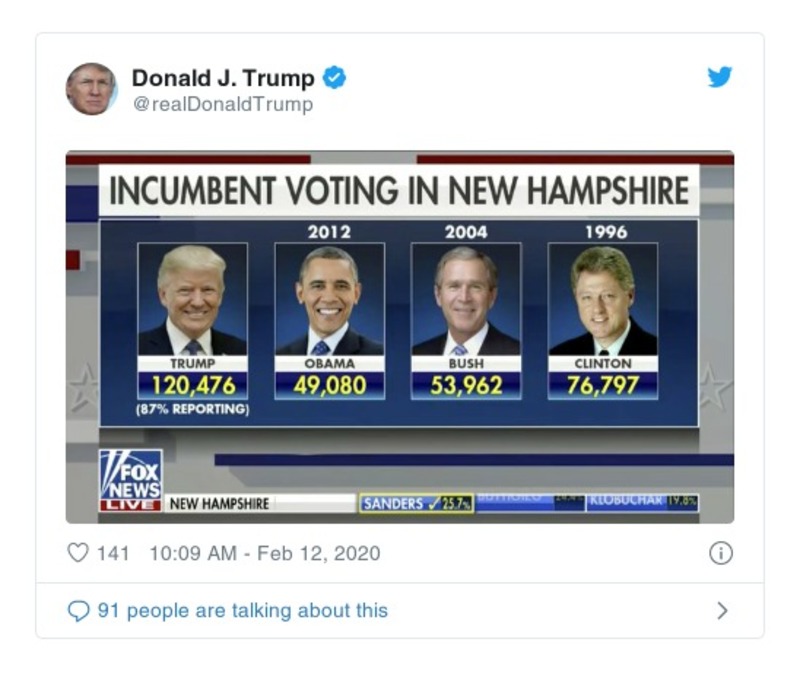 Donald J. Trump
@realDonaldTrump
INCUMBENT VOTING IN NEW HAMPSHIRE
2012 2004 1996
TRUMP OBAMA BUSH CLINTON
120,476 49,080 53,962 76,797
(87% REPORTING)
FOX
NEWS
LIVE
NEW HAMPSHIRE SANDERS ✓ 25.7% KLOBUCHAR 19.8%
141 10:09 AM - Feb 12, 2020
91 people are talking about this